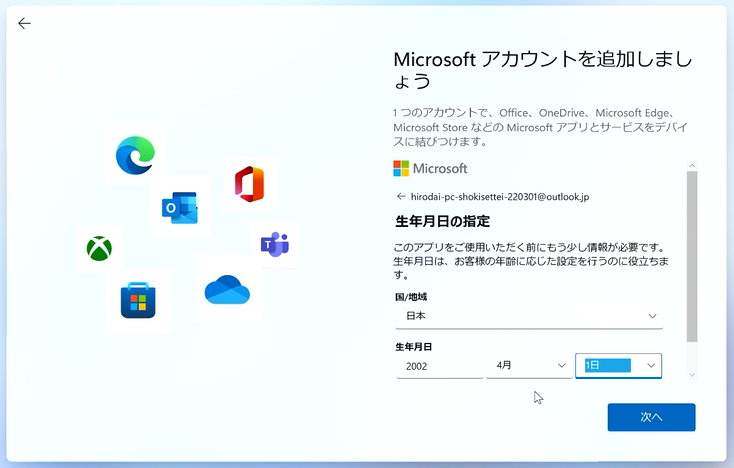 Microsoft アカウントを追加しまし
ょう
1 つのアカウントで、Office、OneDrive、Microsoft Edge、
Microsoft Store などの Microsoft アプリとサービスをデバイ
スに結びつけます。
Microsoft
hirodai-pc-shokisettei-220301@outlook.jp
生年月日の指定
このアプリをご使用いただく前にもう少し情報が必要です。
生年月日は、お客様の年齢に応じた設定を行うのに役立ちま
す。
国/地域
日本
生年月日
2002 4月 1日
次へ